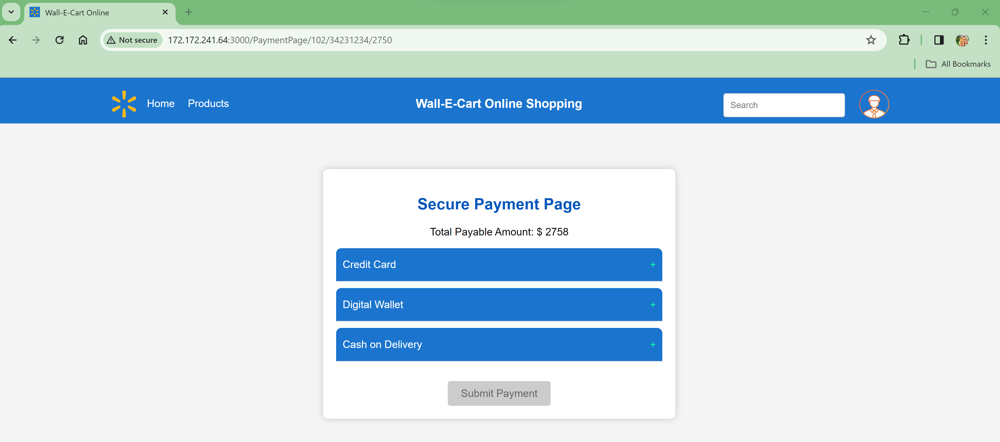 Wall-E-Cart Online
Not secure 172.172.241.64:3000/PaymentPage/102/34231234/2750
All Bookmarks
Home Products Wall-E-Cart Online Shopping Search
Secure Payment Page
Total Payable Amount: $ 2758
Credit Card +
Digital Wallet +
Cash on Delivery +
Submit Payment